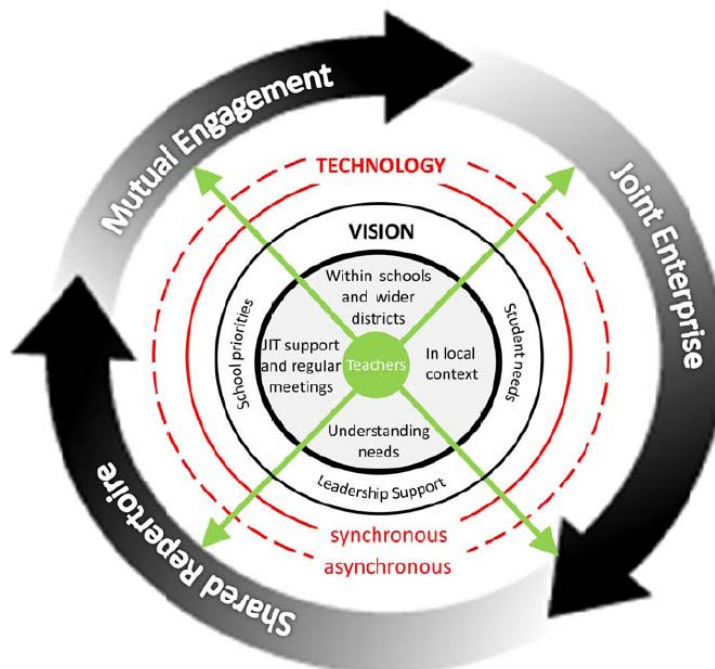 Mutual Engagement
Joint Enterprise
Shared Repertoire
TECHNOLOGY
VISION
School priorities
Student needs
Leadership Support
Within schools
and wider
districts
JIT support
and regular
meetings
Teachers
In local
context
Understanding
needs
synchronous
asynchronous